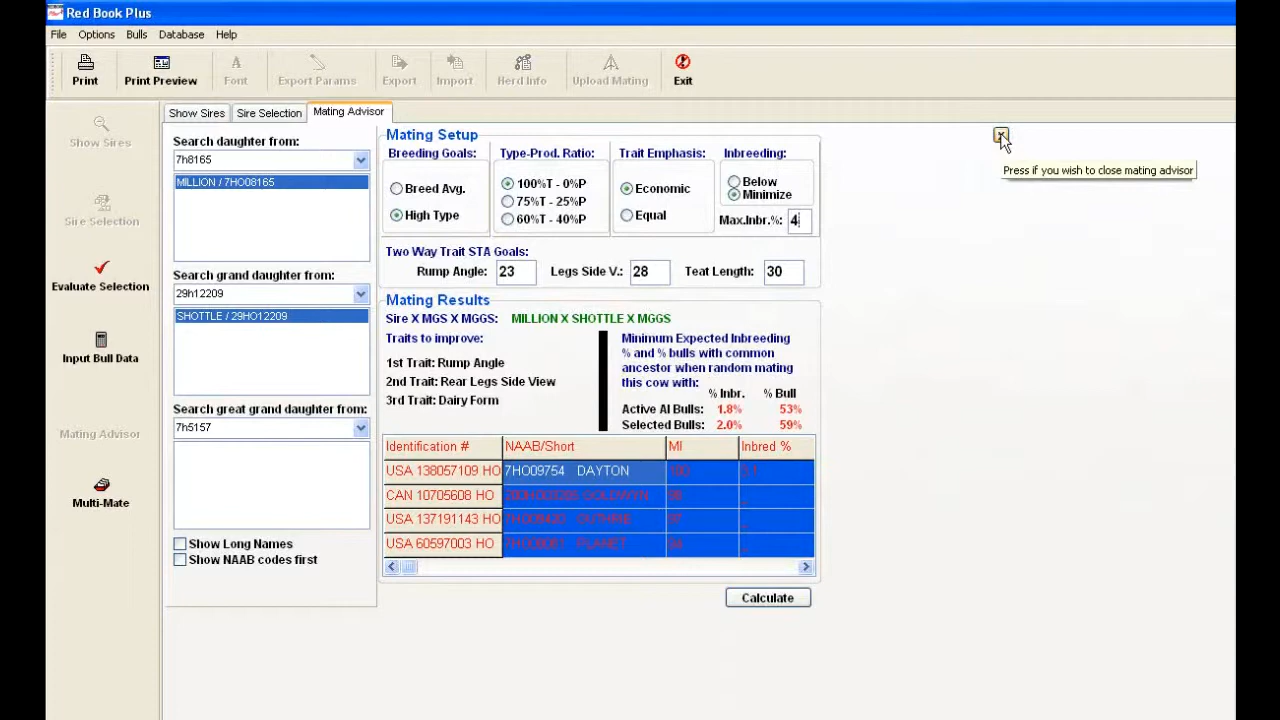 Red Book Plus
File Options Bulls Database Help
Print Print Preview Font Export Params Export Import Herd Info Upload Mating Exit
Show Sires
Sire Selection
Evaluate Selection
Input Bull Data
Mating Advisor
Multi-Mate
Show Sires Sire Selection Mating Advisor
Search daughter from:
7h8165
MILLION / 7HO08165
Search grand daughter from:
29h12209
SHOTTLE / 29HO12209
Search great grand daughter from:
7h5157
Show Long Names
Show NAAB codes first
Mating Setup
Breeding Goals: Type-Prod. Ratio: Trait Emphasis: Inbreeding:
Breed Avg.
High Type
100%T - 0%P
75%T - 25%P
60%T - 40%P
Economic
Equal
Below
Minimize
Max.Inbr.%: 4
Two Way Trait STA Goals:
Rump Angle: 23 Legs Side V.: 28 Teat Length: 30
Mating Results
Sire X MGS X MGGS: MILLION X SHOTTLE X MGGS
Traits to improve:
1st Trait: Rump Angle
2nd Trait: Rear Legs Side View
3rd Trait: Dairy Form
Minimum Expected Inbreeding
% and % bulls with common
ancestor when random mating
this cow with:
% Inbr. % Bull
Active AI Bulls: 1.8% 53%
Selected Bulls: 2.0% 59%
Identification # NAAB/Short MI Inbred %
USA 138057109 HO 7HO09754 DAYTON 100
CAN 10705608 HO GOLDWYN
USA 137191143 HO
USA 60597003 HO PLANET
Calculate
Press if you wish to close mating advisor